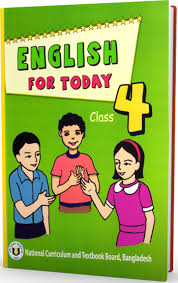 ENGLISH
FOR TODAY
Class 4
National Curriculum and Textbook Board, Bangladesh